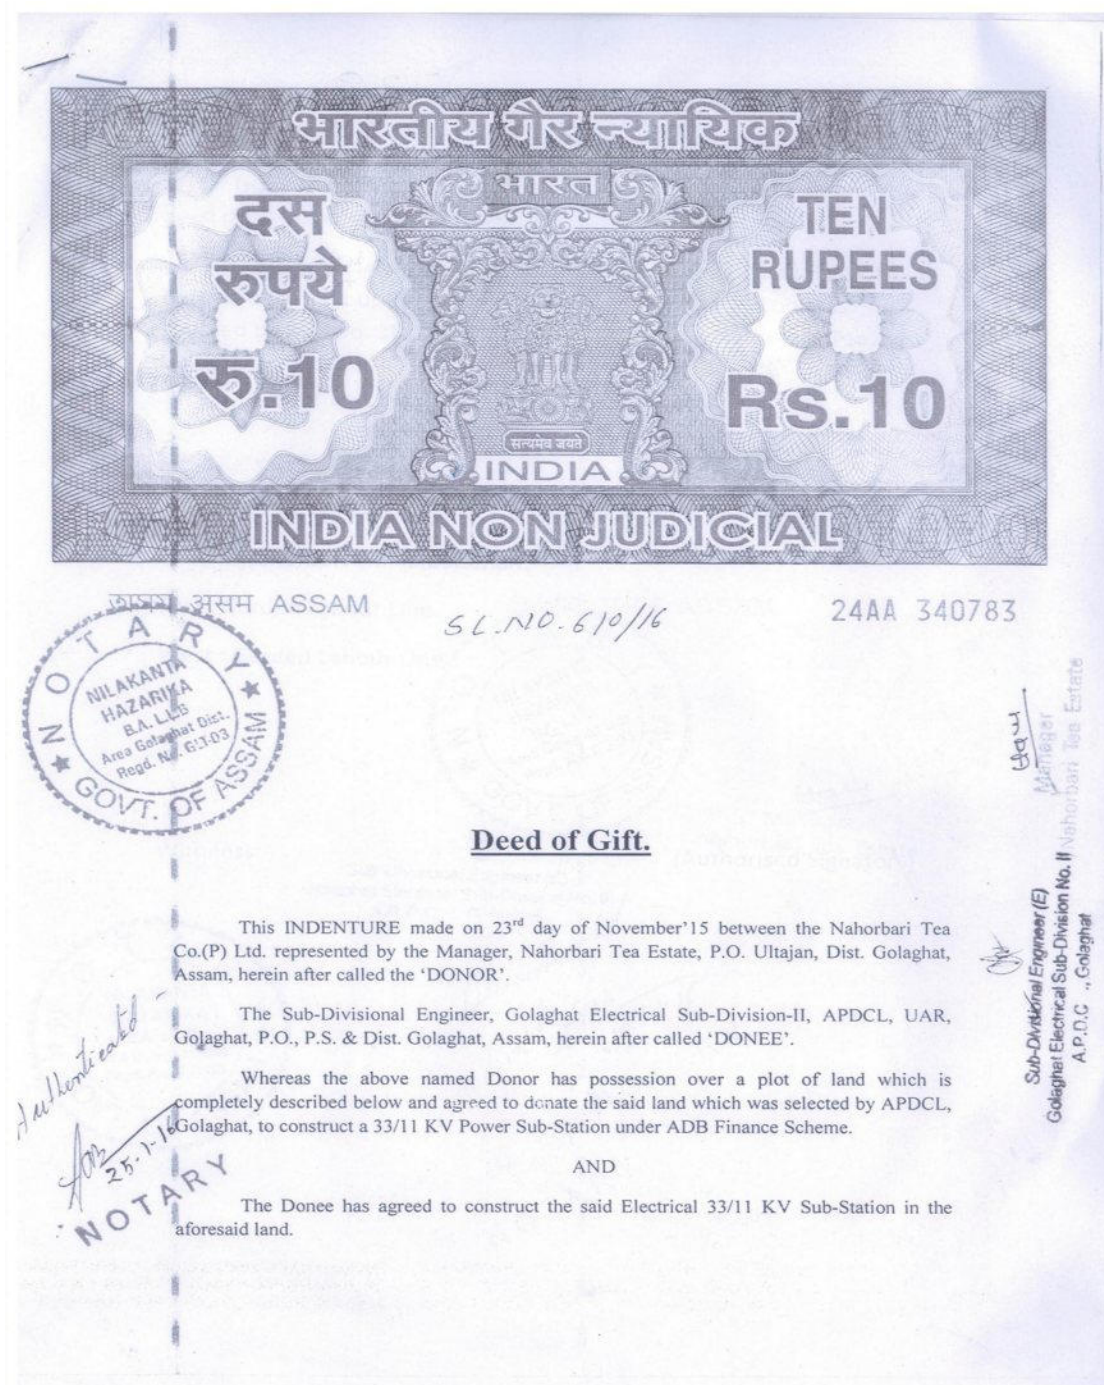 भारतीय गैर न्यायिक
भारत
दस
रुपये
रु.10
TEN
RUPEES
Rs.10
सत्यमेव जयते
INDIA
INDIA NON JUDICIAL
অসম असम ASSAM
SL.NO.610/16
24AA 340783
NOTARY
NILAKANTA
HAZARIKA
B.A. L.L.B
Area Golaghat Dist.
Regd. No. GLT-03
GOVT. OF ASSAM
Manager
Nahorbari Tea Estate
Deed of Gift.
This INDENTURE made on 23rd day of November'15 between the Nahorbari Tea
Co.(P) Ltd. represented by the Manager, Nahorbari Tea Estate, P.O. Ultajan, Dist. Golaghat,
Assam, herein after called the ‘DONOR’.
The Sub-Divisional Engineer, Golaghat Electrical Sub-Division-II, APDCL, UAR,
Golaghat, P.O., P.S. & Dist. Golaghat, Assam, herein after called ‘DONEE’.
Whereas the above named Donor has possession over a plot of land which is
completely described below and agreed to donate the said land which was selected by APDCL,
Golaghat, to construct a 33/11 KV Power Sub-Station under ADB Finance Scheme.
AND
The Donee has agreed to construct the said Electrical 33/11 KV Sub-Station in the
aforesaid land.
Sub-Divisional Engineer (E)
Golaghat Electrical Sub-Division No. II
A.P.D.C ., Golaghat
Authenticated -
25-1-16
NOTARY